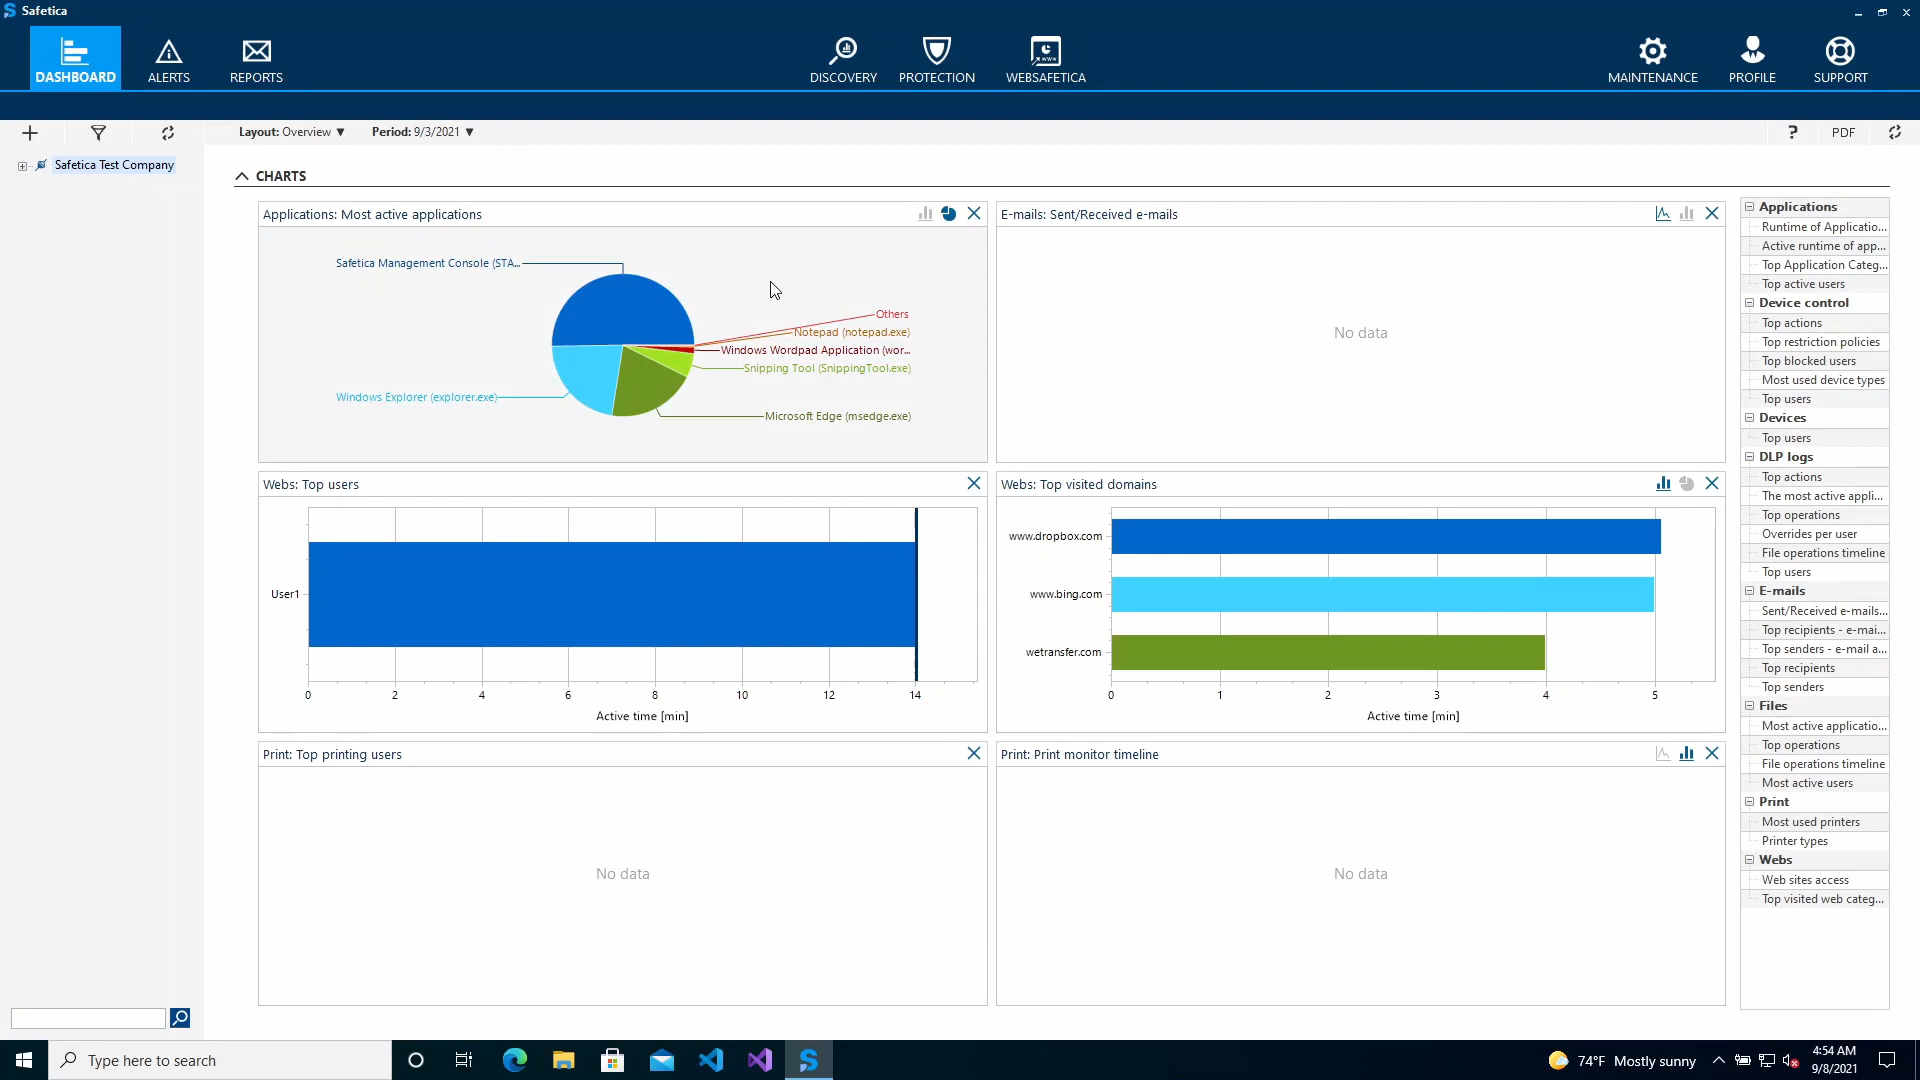 Safetica
DASHBOARD
ALERTS
REPORTS
DISCOVERY
PROTECTION
WEBSAFETICA
MAINTENANCE
PROFILE
SUPPORT
Layout: Overview ▼
Period: 9/3/2021 ▼
?
PDF
Safetica Test Company
CHARTS
Applications: Most active applications
Safetica Management Console (STA...
Others
Notepad (notepad.exe)
Windows Wordpad Application (wor...
Snipping Tool (SnippingTool.exe)
Windows Explorer (explorer.exe)
Microsoft Edge (msedge.exe)
E-mails: Sent/Received e-mails
No data
Webs: Top users
User1
0 2 4 6 8 10 12 14
Active time [min]
Webs: Top visited domains
www.dropbox.com
www.bing.com
wetransfer.com
0 1 2 3 4 5
Active time [min]
Print: Top printing users
No data
Print: Print monitor timeline
No data
Applications
Runtime of Applicatio...
Active runtime of app...
Top Application Categ...
Top active users
Device control
Top actions
Top restriction policies
Top blocked users
Most used device types
Top users
Devices
Top users
DLP logs
Top actions
The most active appli...
Top operations
Overrides per user
File operations timeline
Top users
E-mails
Sent/Received e-mails...
Top recipients - e-mai...
Top senders - e-mail a...
Top recipients
Top senders
Files
Most active applicatio...
Top operations
File operations timeline
Most active users
Print
Most used printers
Printer types
Webs
Web sites access
Top visited web categ...
Type here to search
74°F Mostly sunny
4:54 AM
9/8/2021